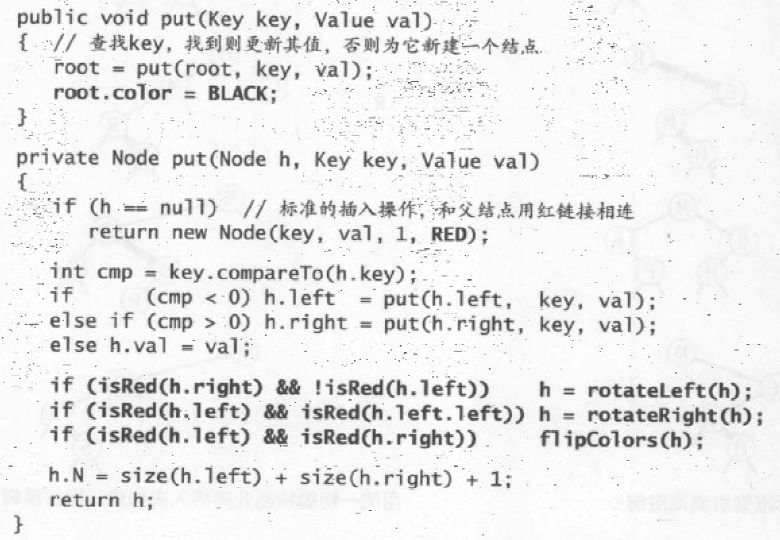 public void put(Key key, Value val)
{  // 查找key，找到则更新其值，否则为它新建一个结点
   root = put(root, key, val);
   root.color = BLACK;
}
private Node put(Node h, Key key, Value val)
{
   if (h == null)  // 标准的插入操作，和父结点用红链接相连
      return new Node(key, val, 1, RED);
   int cmp = key.compareTo(h.key);
   if      (cmp < 0) h.left  = put(h.left,  key, val);
   else if (cmp > 0) h.right = put(h.right, key, val);
   else h.val = val;
   if (isRed(h.right) && !isRed(h.left))    h = rotateLeft(h);
   if (isRed(h.left) && isRed(h.left.left)) h = rotateRight(h);
   if (isRed(h.left) && isRed(h.right))     flipColors(h);
   h.N = size(h.left) + size(h.right) + 1;
   return h;
}